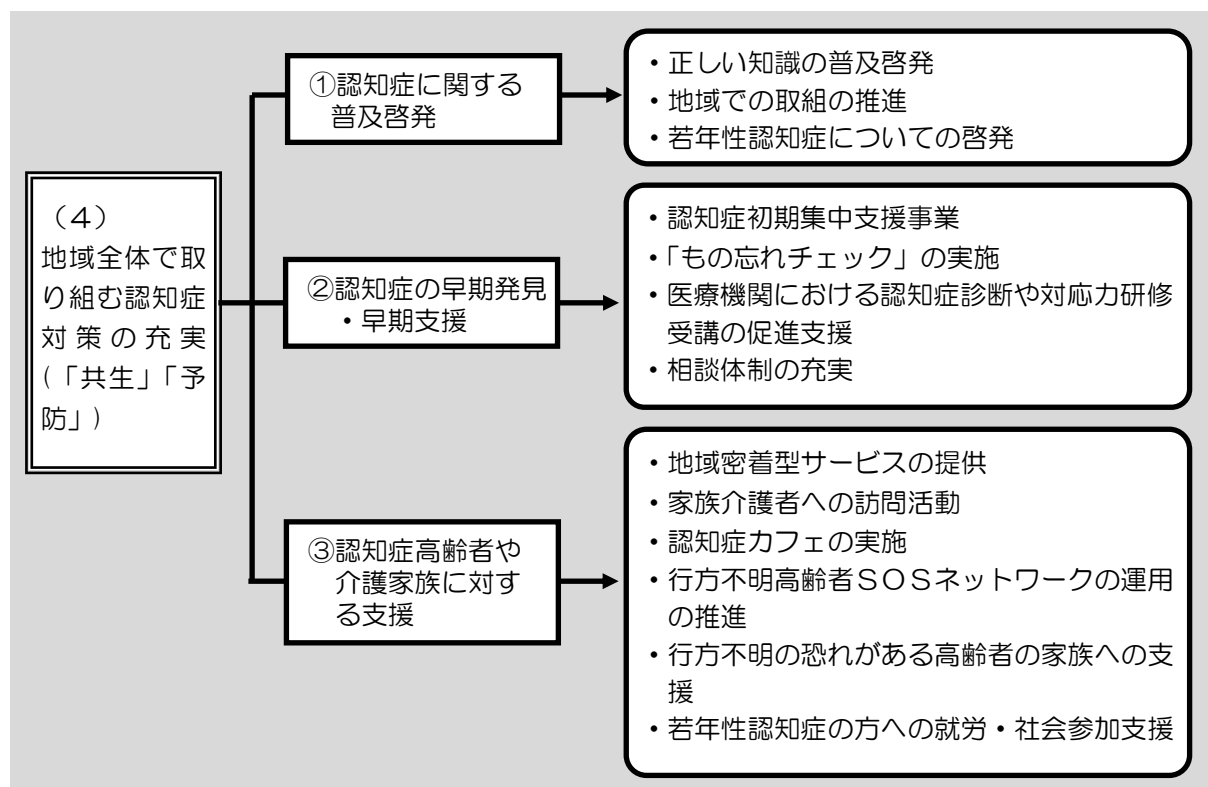 (4)
地域全体で取
り組む認知症
対策の充実
(「共生」「予
防」)
①認知症に関する
普及啓発
・正しい知識の普及啓発
・地域での取組の推進
・若年性認知症についての啓発
②認知症の早期発見
・早期支援
・認知症初期集中支援事業
・「もの忘れチェック」の実施
・医療機関における認知症診断や対応力研修
受講の促進支援
・相談体制の充実
③認知症高齢者や
介護家族に対す
る支援
・地域密着型サービスの提供
・家族介護者への訪問活動
・認知症カフェの実施
・行方不明高齢者SOSネットワークの運用
の推進
・行方不明の恐れがある高齢者の家族への支
援
・若年性認知症の方への就労・社会参加支援